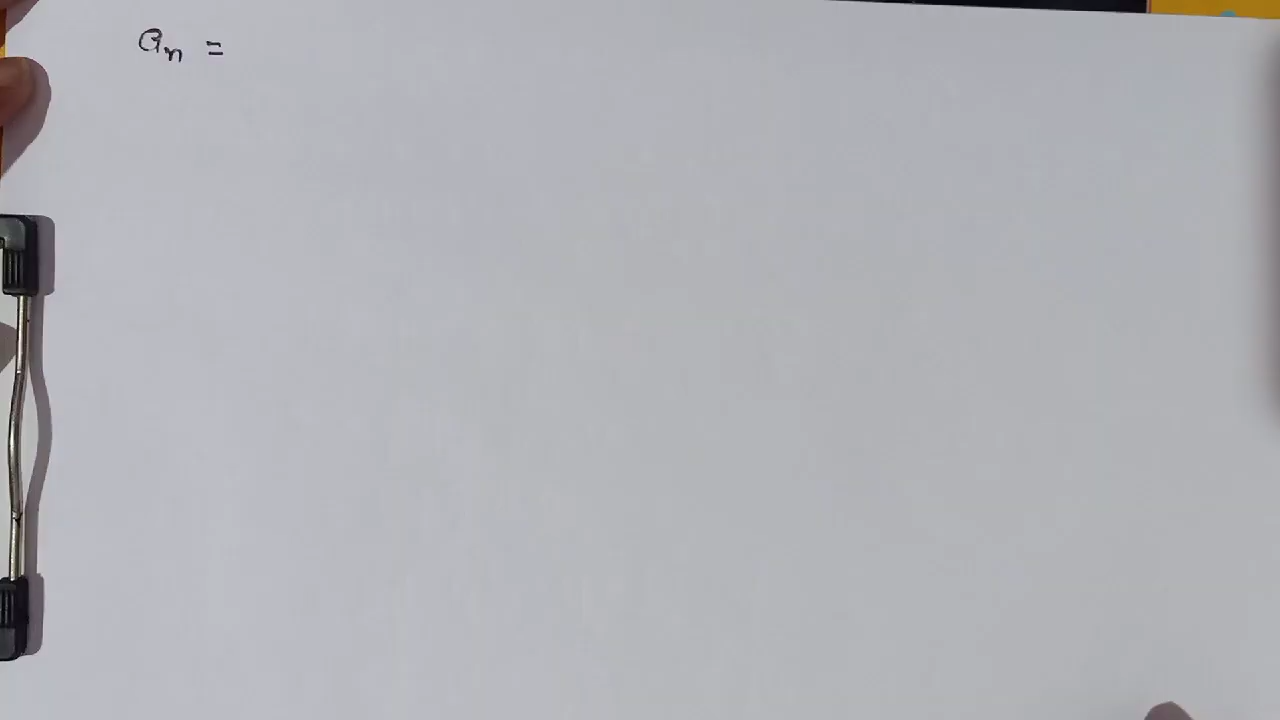 aₙ =